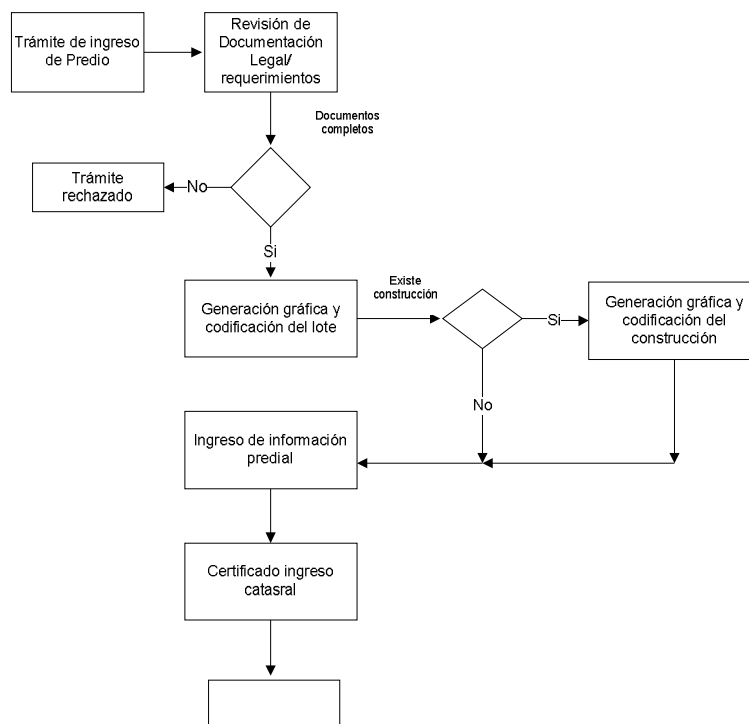 Trámite de ingreso
de Predio
Revisión de
Documentación
Legal/
requerimientos
Documentos
completos
No
Trámite
rechazado
Si
Generación gráfica y
codificación del lote
Existe
construcción
Si
Generación gráfica y
codificación del
construcción
No
Ingreso de información
predial
Certificado ingreso
catasral